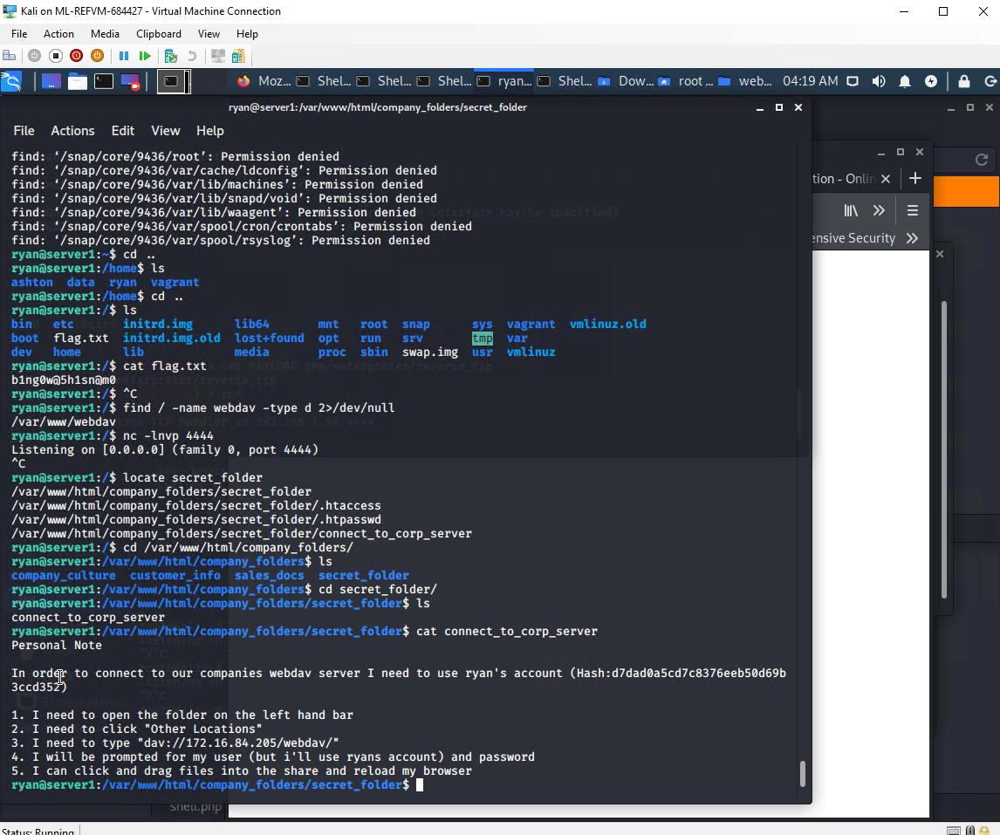 Kali on ML-REFVM-684427 - Virtual Machine Connection
File Action Media Clipboard View Help
Moz... Shel... Shel... Shel... ryan... Shel... Dow... root ... web... 04:19 AM
ryan@server1:/var/www/html/company_folders/secret_folder
File Actions Edit View Help
find: ‘/snap/core/9436/root’: Permission denied
find: ‘/snap/core/9436/var/cache/ldconfig’: Permission denied
find: ‘/snap/core/9436/var/lib/machines’: Permission denied
find: ‘/snap/core/9436/var/lib/snapd/void’: Permission denied
find: ‘/snap/core/9436/var/lib/waagent’: Permission denied
find: ‘/snap/core/9436/var/spool/cron/crontabs’: Permission denied
find: ‘/snap/core/9436/var/spool/rsyslog’: Permission denied
ryan@server1:~$ cd ..
ryan@server1:/home$ ls
ashton data ryan vagrant
ryan@server1:/home$ cd ..
ryan@server1:/$ ls
bin etc initrd.img lib64 mnt root snap sys vagrant vmlinuz.old
boot flag.txt initrd.img.old lost+found opt run srv tmp var
dev home lib media proc sbin swap.img usr vmlinuz
ryan@server1:/$ cat flag.txt
b1ng0w@5h1sn@m0
ryan@server1:/$ ^C
ryan@server1:/$ find / -name webdav -type d 2>/dev/null
/var/www/webdav
ryan@server1:/$ nc -lnvp 4444
Listening on [0.0.0.0] (family 0, port 4444)
^C
ryan@server1:/$ locate secret_folder
/var/www/html/company_folders/secret_folder
/var/www/html/company_folders/secret_folder/.htaccess
/var/www/html/company_folders/secret_folder/.htpasswd
/var/www/html/company_folders/secret_folder/connect_to_corp_server
ryan@server1:/$ cd /var/www/html/company_folders/
ryan@server1:/var/www/html/company_folders$ ls
company_culture customer_info sales_docs secret_folder
ryan@server1:/var/www/html/company_folders$ cd secret_folder/
ryan@server1:/var/www/html/company_folders/secret_folder$ ls
connect_to_corp_server
ryan@server1:/var/www/html/company_folders/secret_folder$ cat connect_to_corp_server
Personal Note
In order to connect to our companies webdav server I need to use ryan's account (Hash:d7dad0a5cd7c8376eeb50d69b
3ccd352)
1. I need to open the folder on the left hand bar
2. I need to click "Other Locations"
3. I need to type "dav://172.16.84.205/webdav/"
4. I will be prompted for my user (but i'll use ryans account) and password
5. I can click and drag files into the share and reload my browser
ryan@server1:/var/www/html/company_folders/secret_folder$
tion - Onlin
ensive Security
shell.php
Status: Running